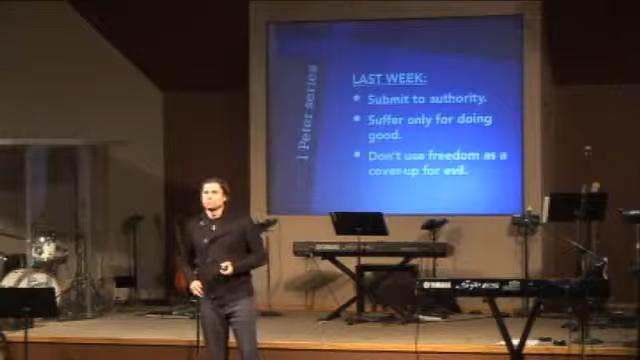 1 Peter series
LAST WEEK:
Submit to authority.
Suffer only for doing
good.
Don't use freedom as a
cover-up for evil.